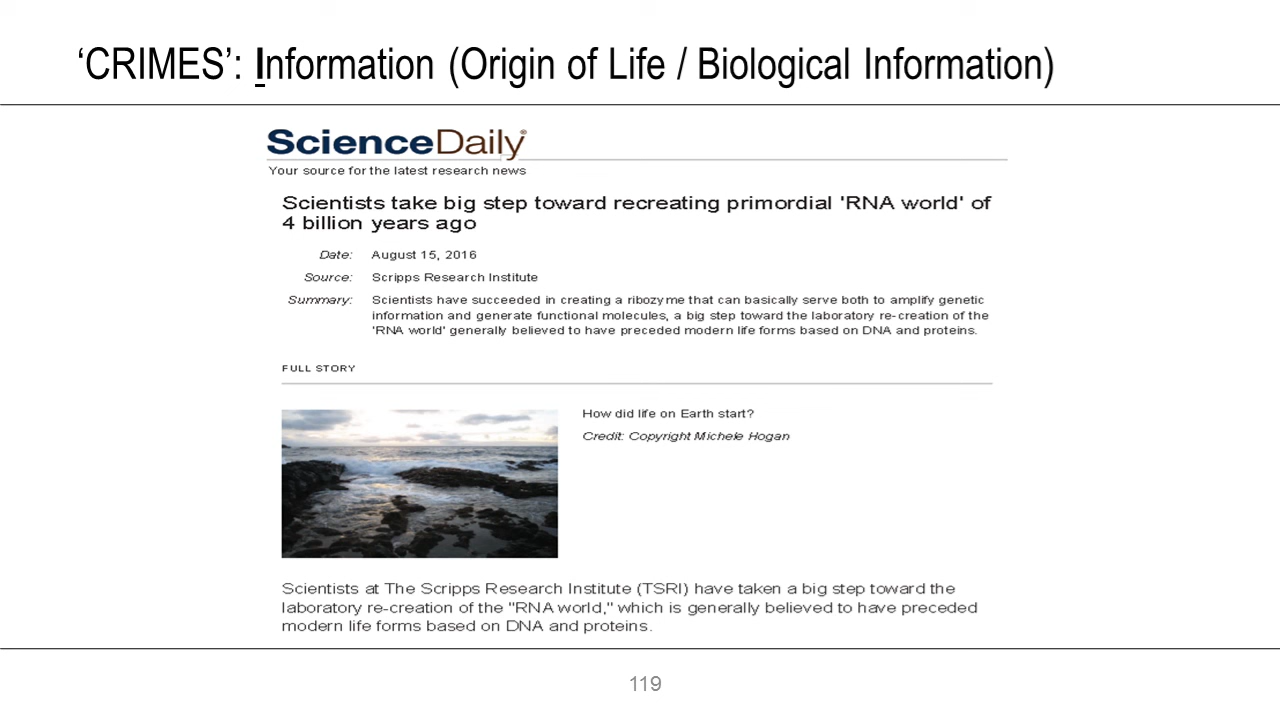 ‘CRIMES’: Information (Origin of Life / Biological Information)
ScienceDaily®
Your source for the latest research news
Scientists take big step toward recreating primordial 'RNA world' of
4 billion years ago
Date: August 15, 2016
Source: Scripps Research Institute
Summary: Scientists have succeeded in creating a ribozyme that can basically serve both to amplify genetic
information and generate functional molecules, a big step toward the laboratory re-creation of the
'RNA world' generally believed to have preceded modern life forms based on DNA and proteins.
FULL STORY
How did life on Earth start?
Credit: Copyright Michele Hogan
Scientists at The Scripps Research Institute (TSRI) have taken a big step toward the
laboratory re-creation of the "RNA world," which is generally believed to have preceded
modern life forms based on DNA and proteins.
119